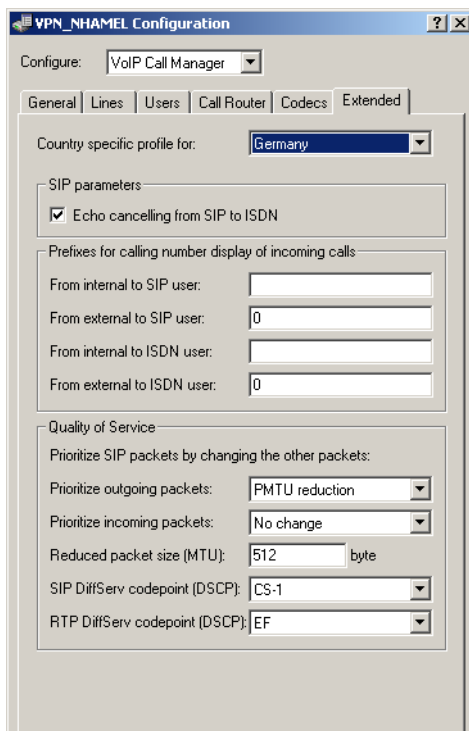 VPN_NHAMEL Configuration
Configure: VoIP Call Manager
General Lines Users Call Router Codecs Extended
Country specific profile for: Germany
SIP parameters
Echo cancelling from SIP to ISDN
Prefixes for calling number display of incoming calls
From internal to SIP user:
From external to SIP user: 0
From internal to ISDN user:
From external to ISDN user: 0
Quality of Service
Prioritize SIP packets by changing the other packets:
Prioritize outgoing packets: PMTU reduction
Prioritize incoming packets: No change
Reduced packet size (MTU): 512 byte
SIP DiffServ codepoint (DSCP): CS-1
RTP DiffServ codepoint (DSCP): EF